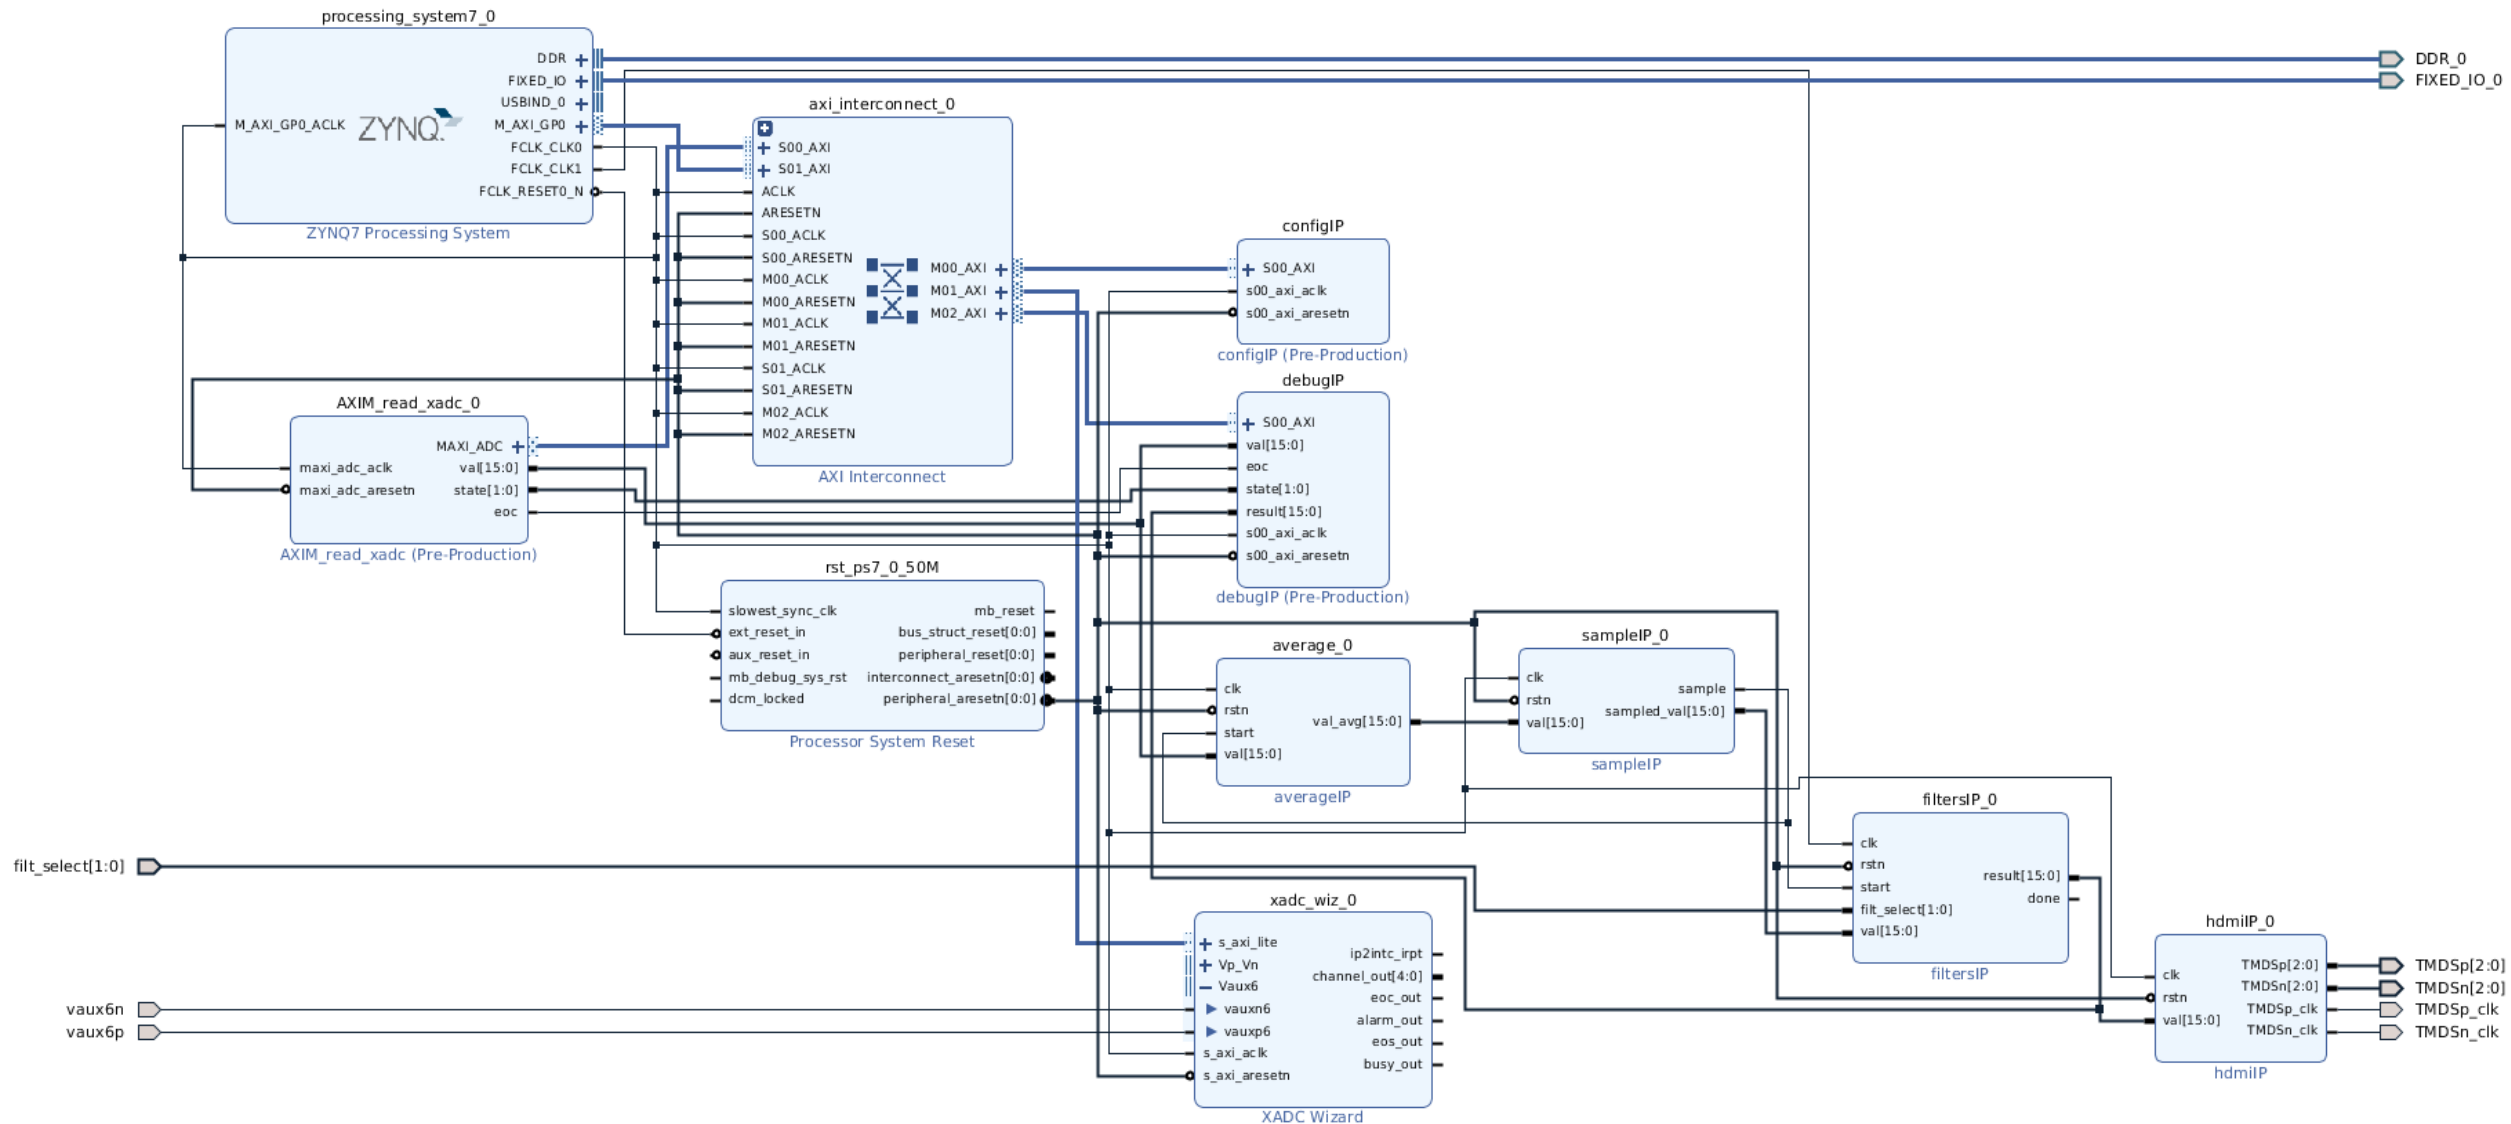 processing_system7_0
DDR
FIXED_IO
USBIND_0
M_AXI_GP0_ACLK
ZYNQ.
M_AXI_GP0
FCLK_CLK0
FCLK_CLK1
FCLK_RESET0_N
ZYNQ7 Processing System
DDR_0
FIXED_IO_0
axi_interconnect_0
S00_AXI
S01_AXI
ACLK
ARESETN
S00_ACLK
S00_ARESETN
M00_ACLK
M00_ARESETN
M01_ACLK
M01_ARESETN
S01_ACLK
S01_ARESETN
M02_ACLK
M02_ARESETN
M00_AXI
M01_AXI
M02_AXI
AXI Interconnect
configIP
S00_AXI
s00_axi_aclk
s00_axi_aresetn
configIP (Pre-Production)
debugIP
S00_AXI
val[15:0]
eoc
state[1:0]
result[15:0]
s00_axi_aclk
s00_axi_aresetn
debugIP (Pre-Production)
AXIM_read_xadc_0
MAXI_ADC
maxi_adc_aclk
val[15:0]
maxi_adc_aresetn
state[1:0]
eoc
AXIM_read_xadc (Pre-Production)
rst_ps7_0_50M
slowest_sync_clk
ext_reset_in
aux_reset_in
mb_debug_sys_rst
dcm_locked
mb_reset
bus_struct_reset[0:0]
peripheral_reset[0:0]
interconnect_aresetn[0:0]
peripheral_aresetn[0:0]
Processor System Reset
average_0
clk
rstn
start
val[15:0]
val_avg[15:0]
averageIP
sampleIP_0
clk
rstn
val[15:0]
sample
sampled_val[15:0]
sampleIP
filtersIP_0
clk
rstn
start
filt_select[1:0]
val[15:0]
result[15:0]
done
filtersIP
filt_select[1:0]
vaux6n
vaux6p
xadc_wiz_0
s_axi_lite
Vp_Vn
Vaux6
vauxn6
vauxp6
s_axi_aclk
s_axi_aresetn
ip2intc_irpt
channel_out[4:0]
eoc_out
alarm_out
eos_out
busy_out
XADC Wizard
hdmiIP_0
clk
rstn
val[15:0]
TMDSp[2:0]
TMDSn[2:0]
TMDSp_clk
TMDSn_clk
hdmiIP
TMDSp[2:0]
TMDSn[2:0]
TMDSp_clk
TMDSn_clk